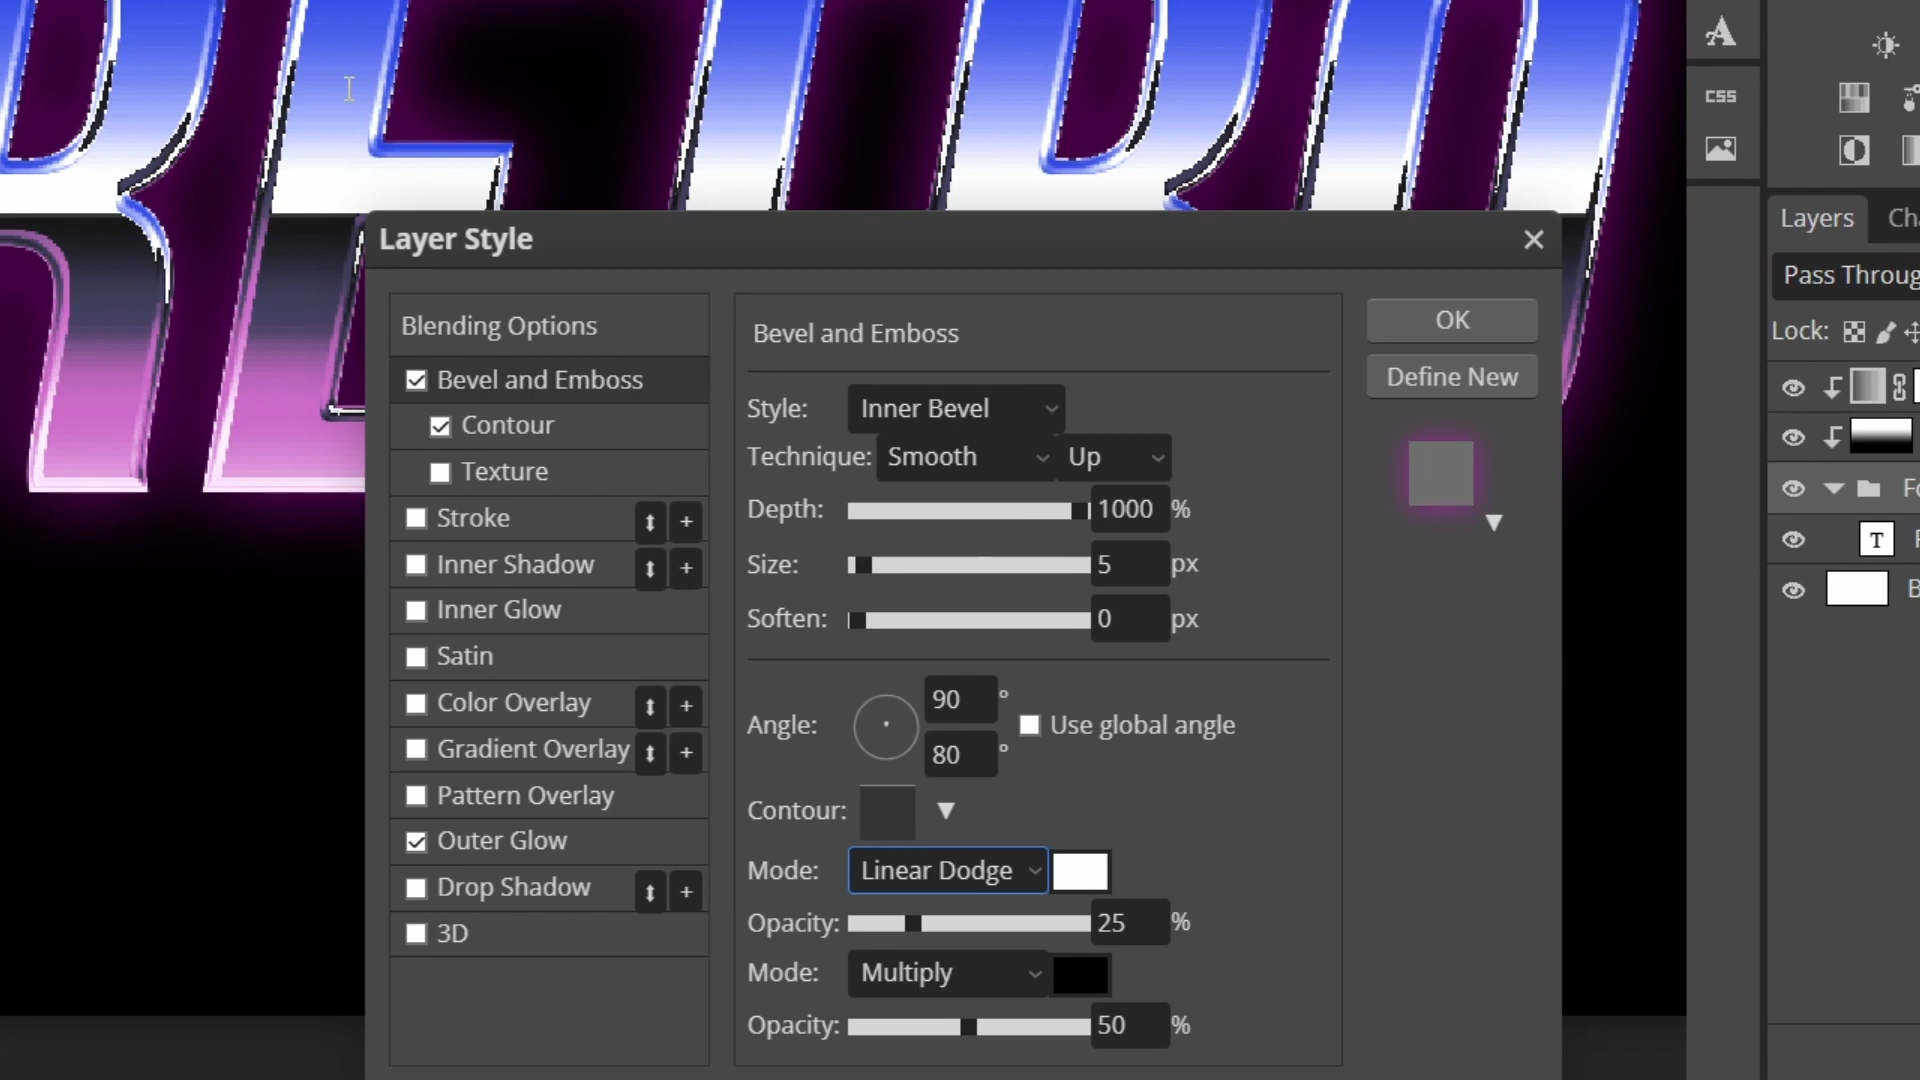 RETRO
CSS
Layer Style
Layers
Blending Options
OK
Pass Throug
Bevel and Emboss
Lock:
Bevel and Emboss
Define New
Style: Inner Bevel
Contour
Technique: Smooth Up
Texture
Depth: 1000 %
Stroke
Size: 5 px
T
Inner Shadow
Inner Glow
Soften: 0 px
Satin
Color Overlay
90 °
Angle:
Use global angle
Gradient Overlay
80 °
Pattern Overlay
Contour:
Outer Glow
Mode: Linear Dodge
Drop Shadow
Opacity: 25 %
3D
Mode: Multiply
Opacity: 50 %